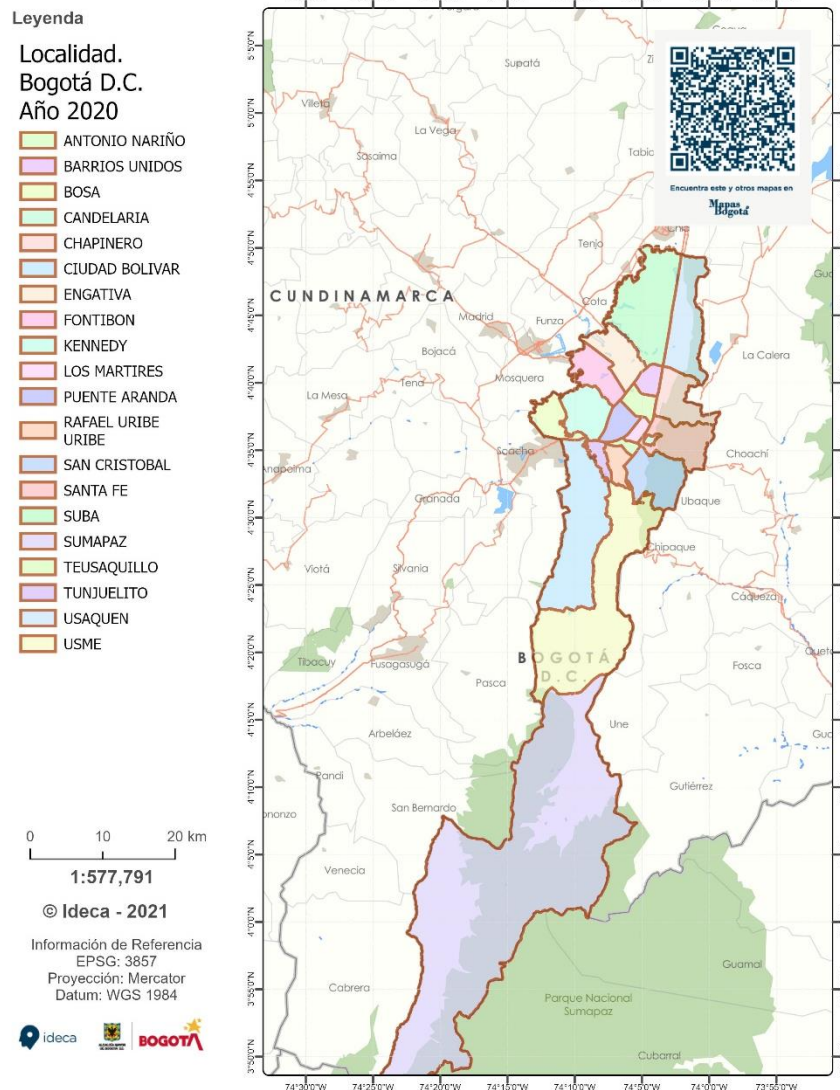 Leyenda
Localidad.
Bogotá D.C.
Año 2020
ANTONIO NARIÑO
BARRIOS UNIDOS
BOSA
CANDELARIA
CHAPINERO
CIUDAD BOLIVAR
ENGATIVA
FONTIBON
KENNEDY
LOS MARTIRES
PUENTE ARANDA
RAFAEL URIBE
URIBE
SAN CRISTOBAL
SANTA FE
SUBA
SUMAPAZ
TEUSAQUILLO
TUNJUELITO
USAQUEN
USME
0 10 20 km
1:577,791
© Ideca - 2021
Información de Referencia
EPSG: 3857
Proyección: Mercator
Datum: WGS 1984
ideca
BOGOTÁ
Encuentra este y otros mapas en
Mapas
Bogotá
Supatá
Villeta
La Vega
Sasaima
Tabio
Tenjo
Chía
CUNDINAMARCA
Cota
Madrid
Funza
Bojacá
La Calera
Mosquera
Tena
La Mesa
Soacha
Choachí
Anapoima
Granada
Ubaque
Chipaque
Viotá
Silvania
Cáqueza
BOGOTÁ
D.C.
Tibacuy
Fusagasugá
Pasca
Fosca
Une
Arbeláez
Pandi
Gutiérrez
San Bernardo
Venecia
Cabrera
Guamal
Parque Nacional
Sumapaz
Cubarral
5°5'0"N
5°0'0"N
4°55'0"N
4°50'0"N
4°45'0"N
4°40'0"N
4°35'0"N
4°30'0"N
4°25'0"N
4°20'0"N
4°15'0"N
4°10'0"N
4°5'0"N
4°0'0"N
3°55'0"N
3°50'0"N
74°30'0"W 74°25'0"W 74°20'0"W 74°15'0"W 74°10'0"W 74°5'0"W 74°0'0"W 73°55'0"W